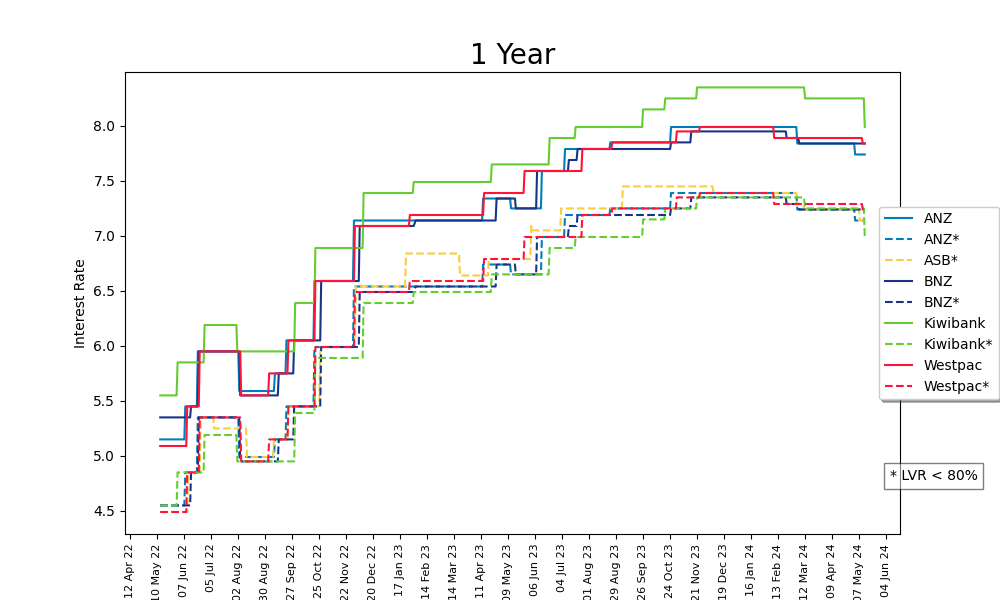 1 Year
Interest Rate
8.0
7.5
7.0
6.5
6.0
5.5
5.0
4.5
12 Apr 22
10 May 22
07 Jun 22
05 Jul 22
02 Aug 22
30 Aug 22
27 Sep 22
25 Oct 22
22 Nov 22
20 Dec 22
17 Jan 23
14 Feb 23
14 Mar 23
11 Apr 23
09 May 23
06 Jun 23
04 Jul 23
01 Aug 23
29 Aug 23
26 Sep 23
24 Oct 23
21 Nov 23
19 Dec 23
16 Jan 24
13 Feb 24
12 Mar 24
09 Apr 24
07 May 24
04 Jun 24
ANZ
ANZ*
ASB*
BNZ
BNZ*
Kiwibank
Kiwibank*
Westpac
Westpac*
* LVR < 80%